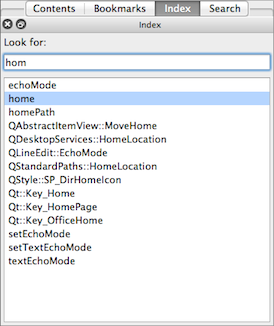 Contents Bookmarks Index Search
Index
Look for:
hom
echoMode
home
homePath
QAbstractItemView::MoveHome
QDesktopServices::HomeLocation
QLineEdit::EchoMode
QStandardPaths::HomeLocation
QStyle::SP_DirHomeIcon
Qt::Key_Home
Qt::Key_HomePage
Qt::Key_OfficeHome
setEchoMode
setTextEchoMode
textEchoMode